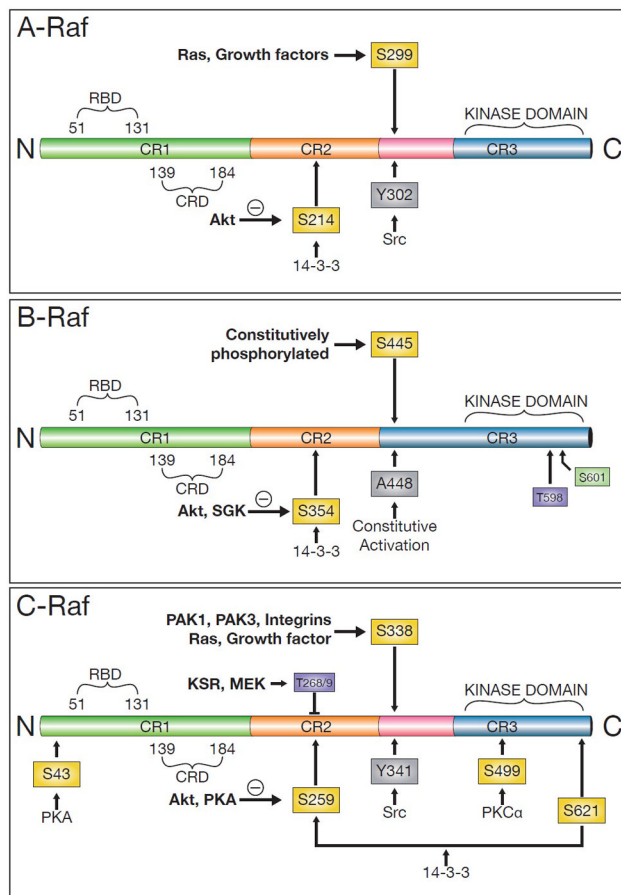 A-Raf
Ras, Growth factors
S299
RBD
51
131
KINASE DOMAIN
N
CR1
CR2
CR3
C
139
184
CRD
Akt
−
S214
Y302
Src
14-3-3
B-Raf
Constitutively
phosphorylated
S445
RBD
51
131
KINASE DOMAIN
N
CR1
CR2
CR3
C
139
184
CRD
Akt, SGK
−
S354
A448
T598
S601
14-3-3
Constitutive
Activation
C-Raf
PAK1, PAK3, Integrins
Ras, Growth factor
S338
KSR, MEK
T268/9
RBD
51
131
KINASE DOMAIN
N
CR1
CR2
CR3
C
139
184
CRD
S43
PKA
Akt, PKA
−
S259
Y341
Src
S499
PKCα
S621
14-3-3